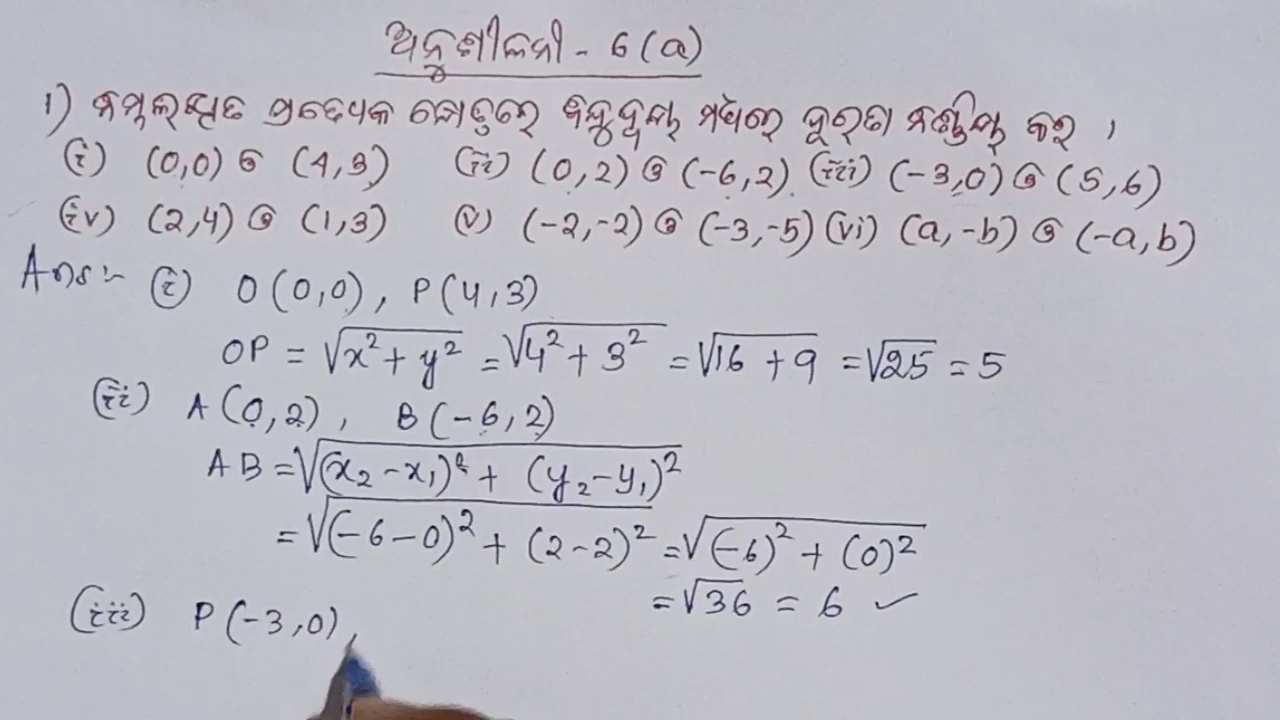 ଅନୁଶୀଳନୀ - 6 (a)
1) ନିମ୍ନଲିଖିତ ପ୍ରତ୍ୟେକ କ୍ଷେତ୍ରରେ ବିନ୍ଦୁଦ୍ୱୟ ମଧ୍ୟରେ ଦୂରତା ନିର୍ଣ୍ଣୟ କର ,
(i) (0,0) ଓ (4,3) (ii) (0,2) ଓ (-6,2). (iii) (-3,0) ଓ (5,6)
(iv) (2,4) ଓ (1,3) (v) (-2,-2) ଓ (-3,-5) (vi) (a,-b) ଓ (-a,b)
Ans:- (i) O(0,0), P(4,3)
OP = √x²+y² = √4²+3² = √16+9 = √25 = 5
(ii) A(0,2), B(-6,2)
AB = √(x₂-x₁)² + (y₂-y₁)²
= √(-6-0)² + (2-2)² = √(-6)² + (0)²
= √36 = 6 ✓
(iii) P(-3,0),